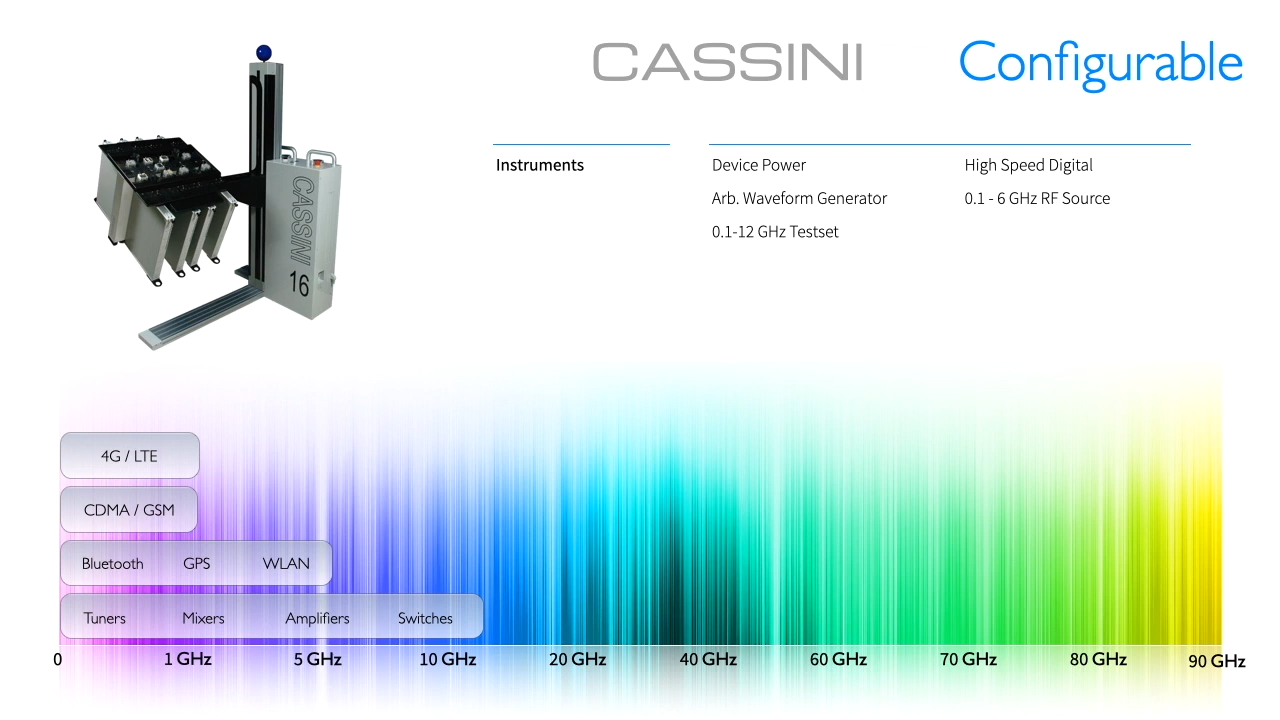 CASSINI Configurable
Instruments Device Power High Speed Digital
Arb. Waveform Generator 0.1 - 6 GHz RF Source
0.1-12 GHz Testset
CASSINI
16
4G / LTE
CDMA / GSM
Bluetooth GPS WLAN
Tuners Mixers Amplifiers Switches
0 1 GHz 5 GHz 10 GHz 20 GHz 40 GHz 60 GHz 70 GHz 80 GHz 90 GHz